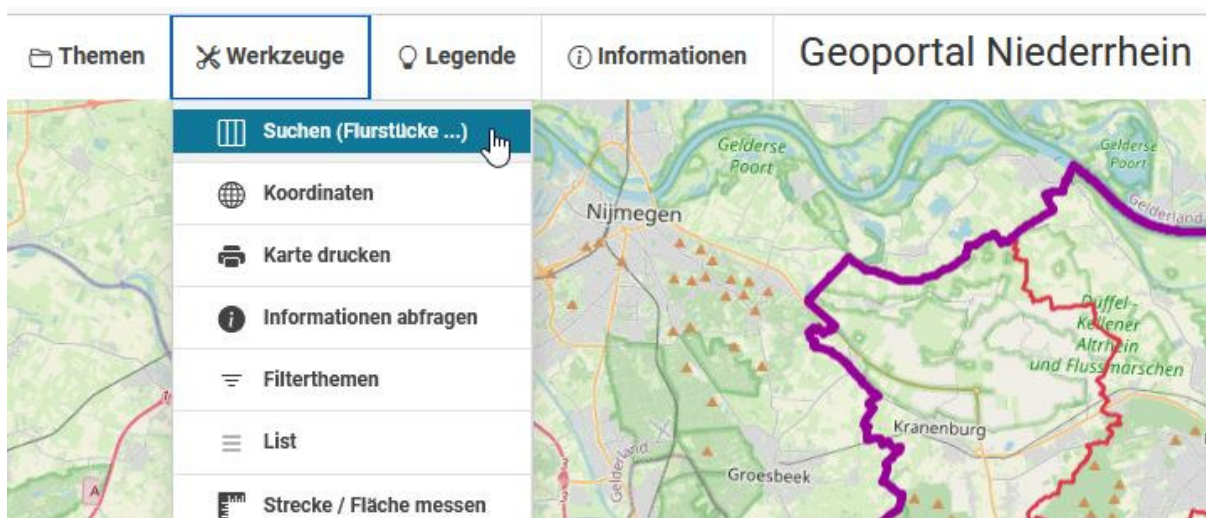 Themen
Werkzeuge
Legende
Informationen
Geoportal Niederrhein
Suchen (Flurstücke ...)
Koordinaten
Karte drucken
Informationen abfragen
Filterthemen
List
Strecke / Fläche messen
Gelderse
Poort
Gelderse
Poort
Nijmegen
Gelderland
Düffel -
Kellener
Altrhein
und Flussmarschen
Kranenburg
Groesbeek
Gelderland
A